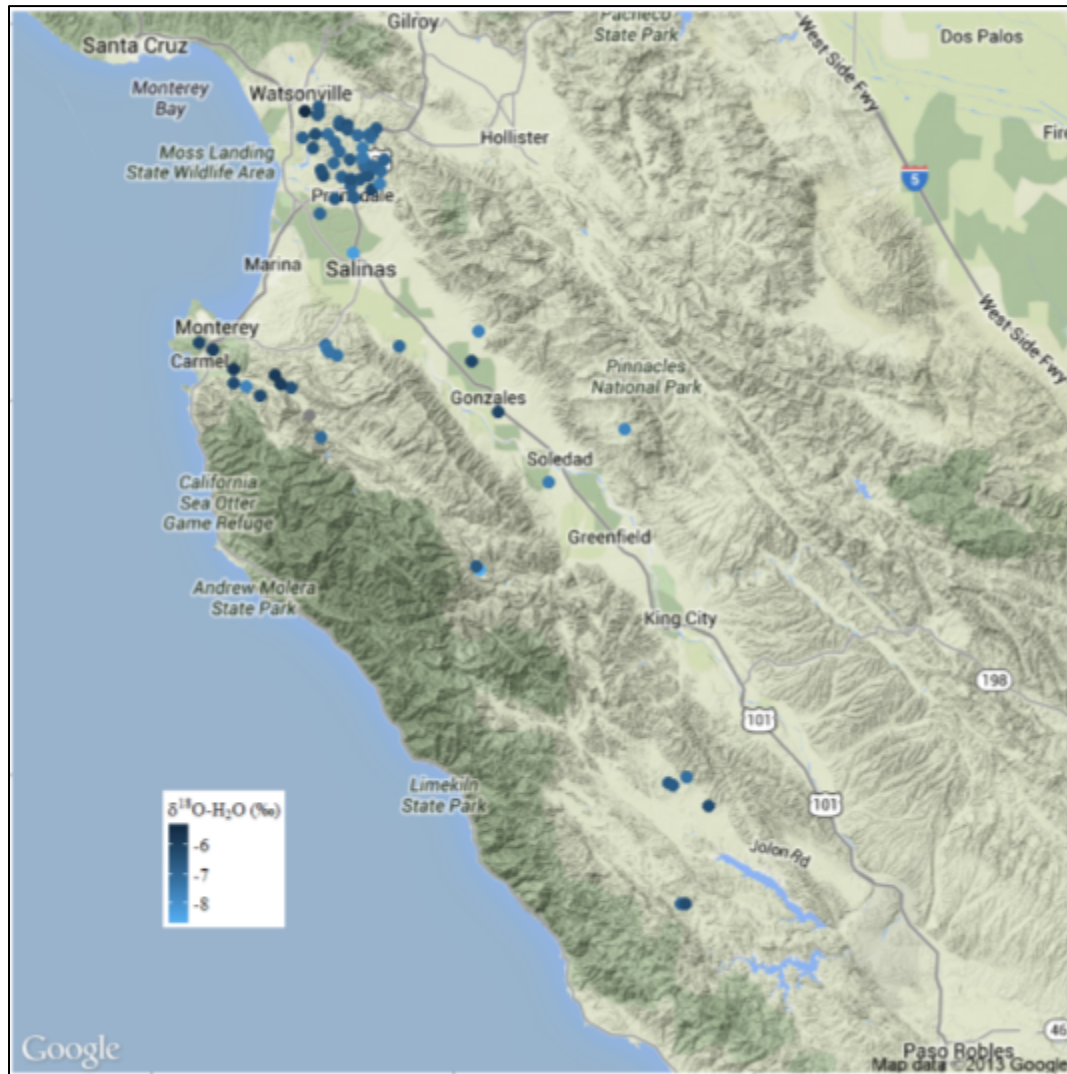 Gilroy
Pacheco
State Park
Santa Cruz
Dos Palos
West Side Fwy
Monterey
Bay
Watsonville
Hollister
Fire
Moss Landing
State Wildlife Area
5
Prunedale
Marina
Salinas
West Side Fwy
Monterey
Carmel
Pinnacles
National Park
Gonzales
Soledad
California
Sea Otter
Game Refuge
Greenfield
Andrew Molera
State Park
King City
198
101
Limekiln
State Park
101
δ¹⁸O-H₂O (‰)
-6
-7
-8
Jolon Rd
46
Google
Paso Robles
Map data ©2013 Google